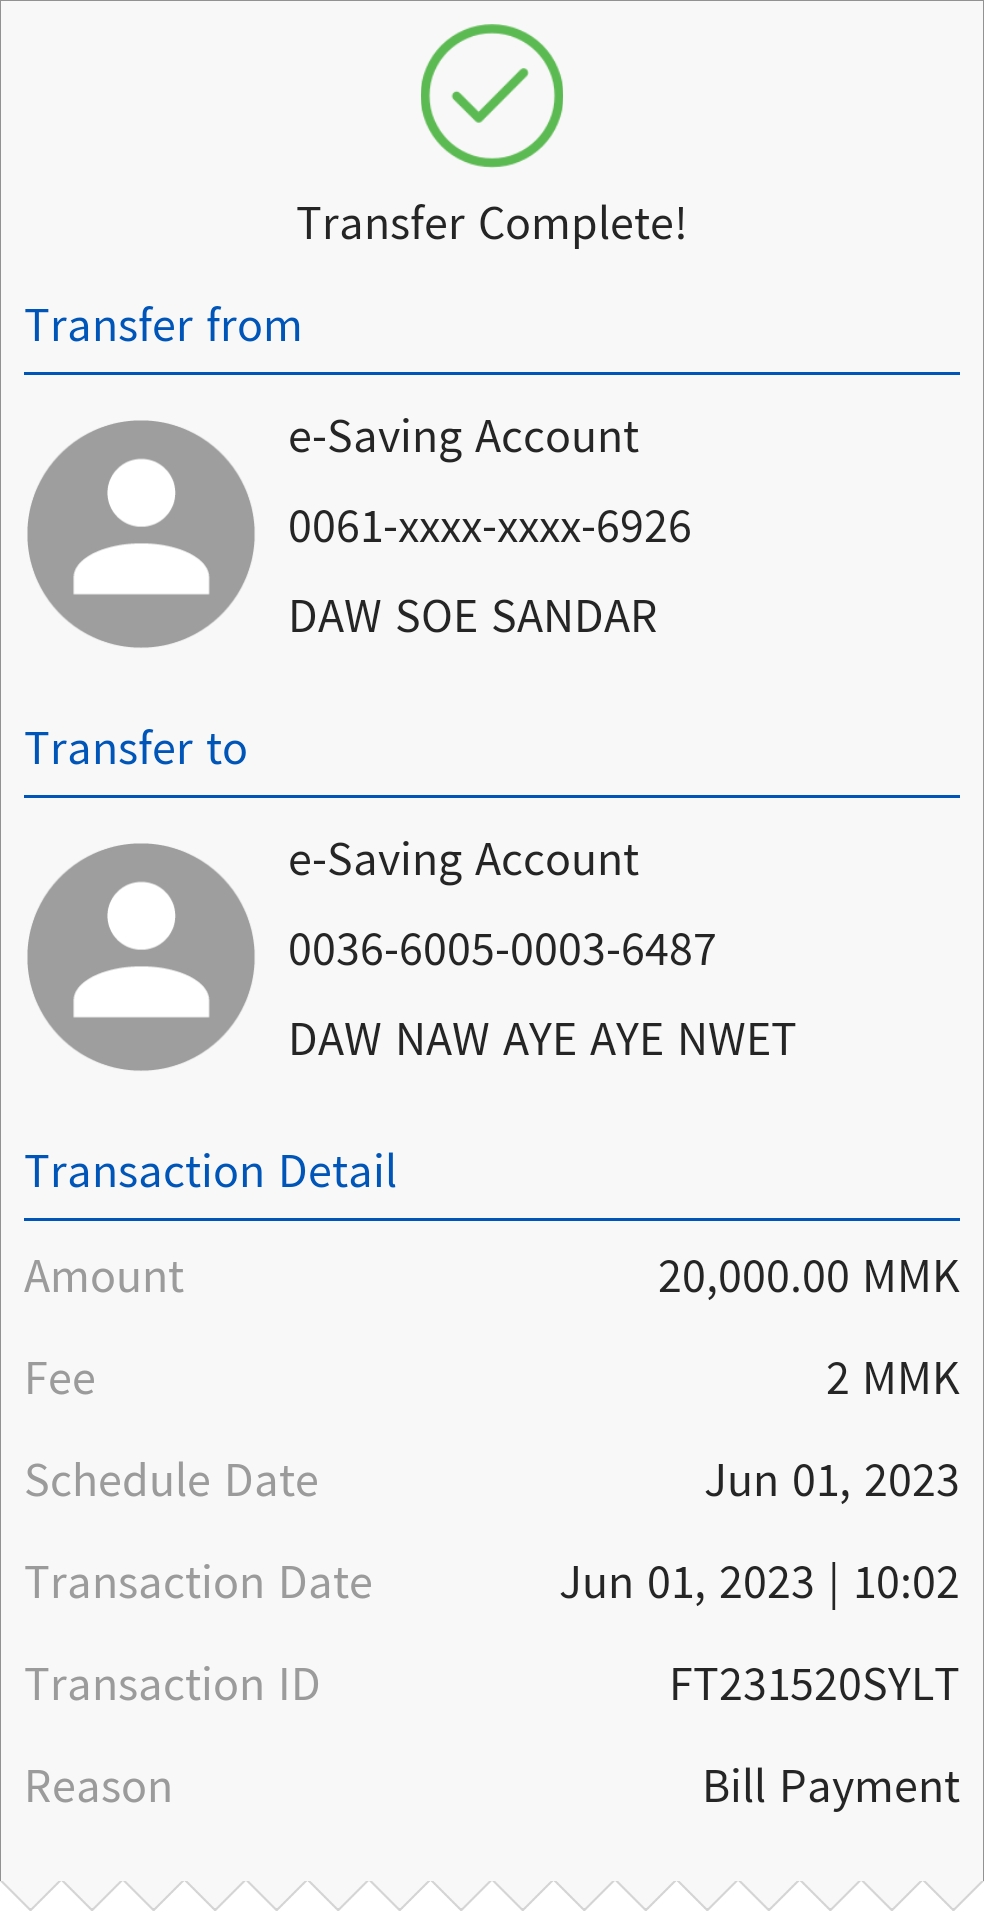 Transfer Complete!
Transfer from
e-Saving Account
0061-xxxx-xxxx-6926
DAW SOE SANDAR
Transfer to
e-Saving Account
0036-6005-0003-6487
DAW NAW AYE AYE NWET
Transaction Detail
Amount 20,000.00 MMK
Fee 2 MMK
Schedule Date Jun 01, 2023
Transaction Date Jun 01, 2023 | 10:02
Transaction ID FT231520SYLT
Reason Bill Payment